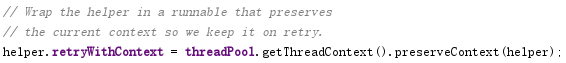 // Wrap the helper in a runnable that preserves
// the current context so we keep it on retry.
helper.retryWithContext = threadPool.getThreadContext().preserveContext(helper);